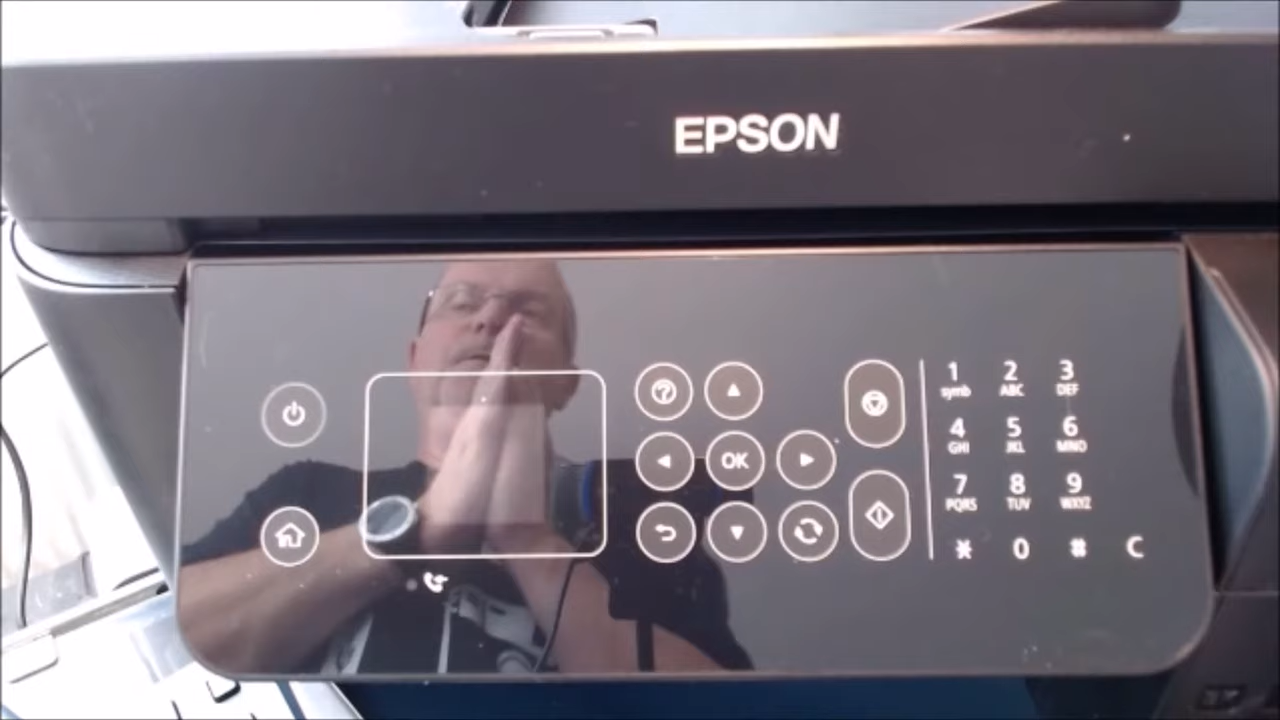 EPSON
1 2 3
symb ABC DEF
4 5 6
GHI JKL MNO
OK
7 8 9
PQRS TUV WXYZ
* 0 # C